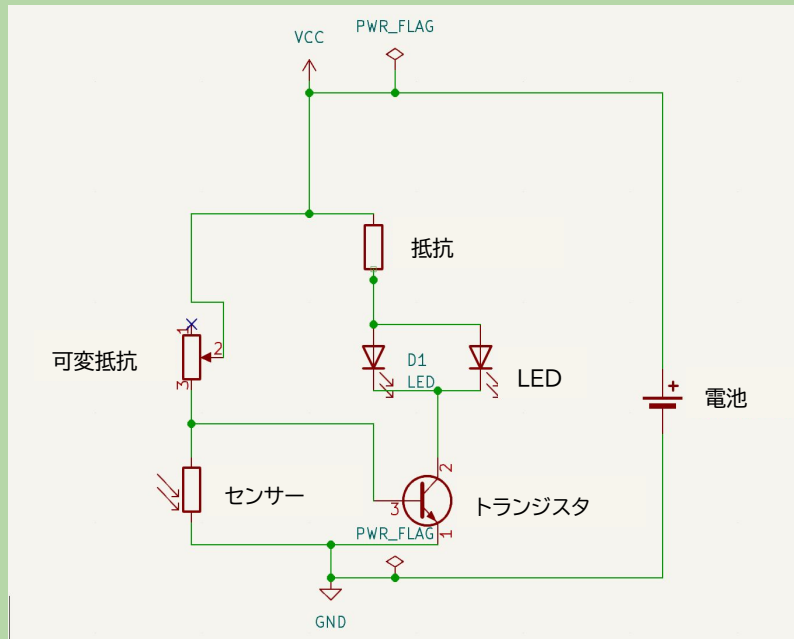 PWR_FLAG
VCC
抵抗
1
2
可変抵抗
3
D1
LED
LED
+
電池
センサー
2
3
トランジスタ
1
PWR_FLAG
GND